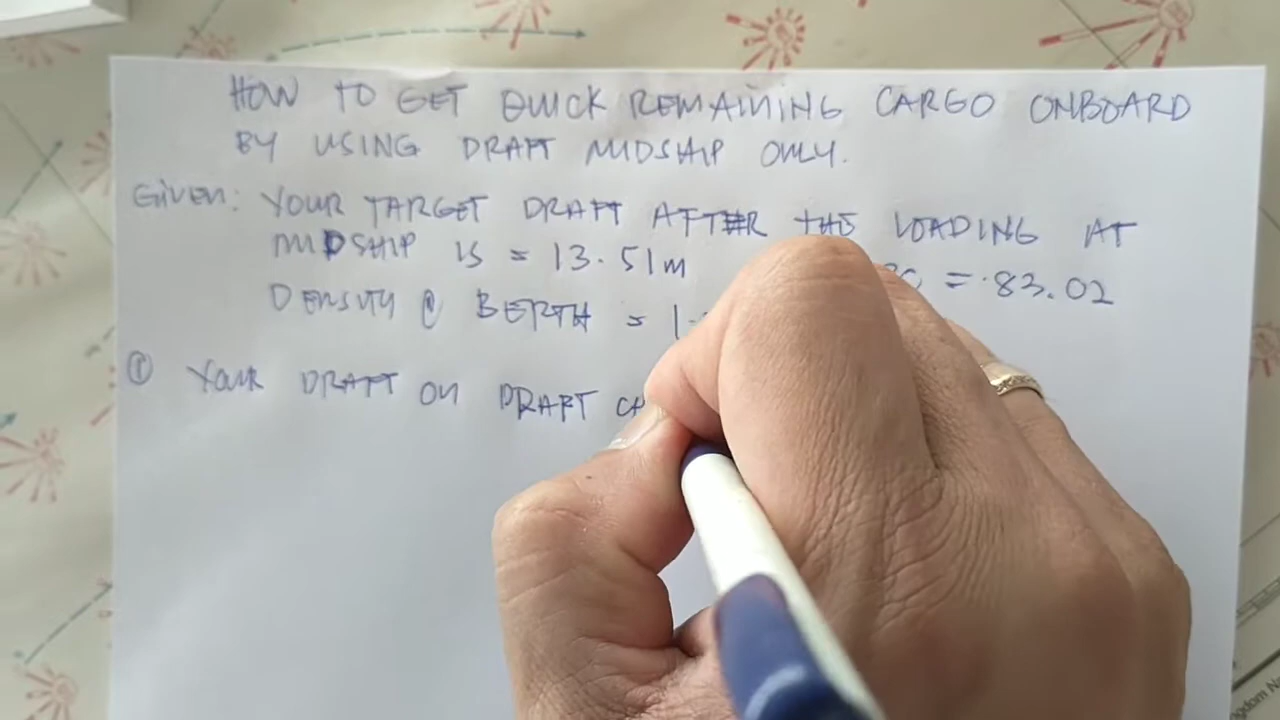 HOW TO GET QUICK REMAINING CARGO ONBOARD
BY USING DRAFT MIDSHIP ONLY.
GIVEN: YOUR TARGET DRAFT AFTER THE LOADING AT
MIDSHIP IS = 13.51m = 83.02
DENSITY @ BERTH = 1.
① YOUR DRAFT ON DRAFT